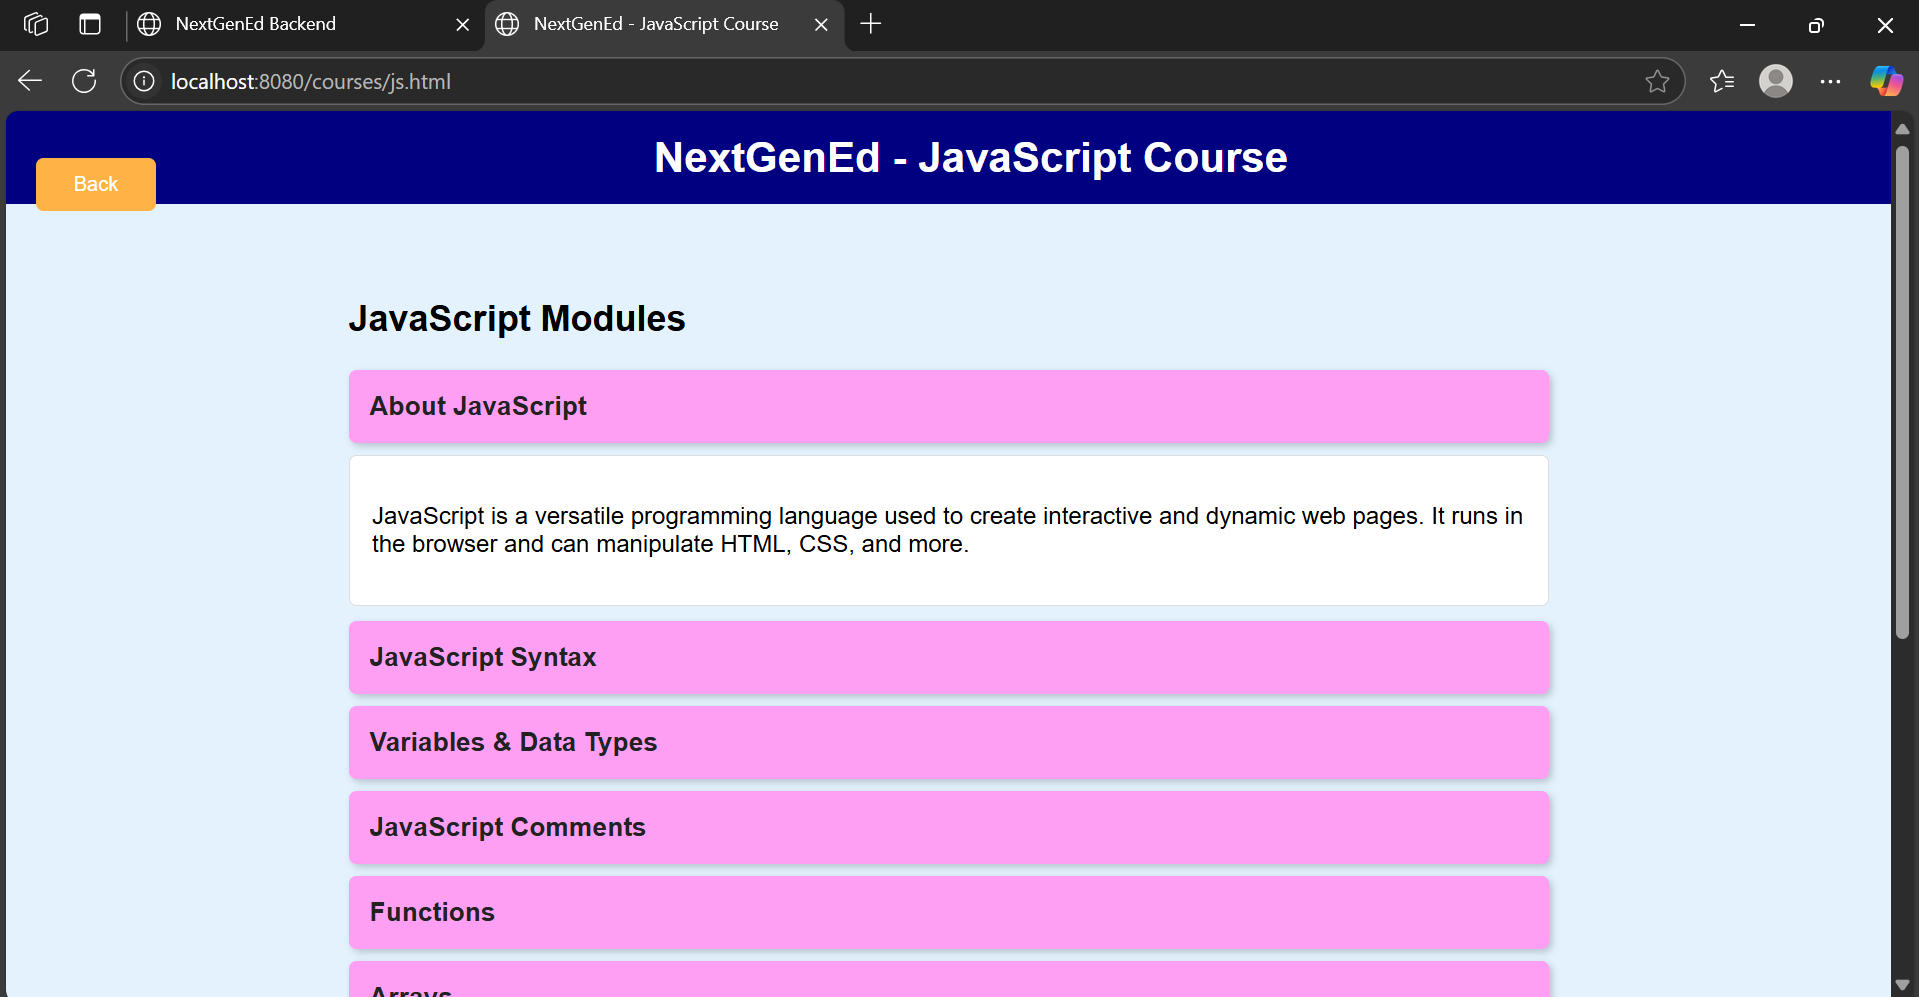 NextGenEd Backend
NextGenEd - JavaScript Course
localhost:8080/courses/js.html
NextGenEd - JavaScript Course
Back
JavaScript Modules
About JavaScript
JavaScript is a versatile programming language used to create interactive and dynamic web pages. It runs in
the browser and can manipulate HTML, CSS, and more.
JavaScript Syntax
Variables & Data Types
JavaScript Comments
Functions
Arrays